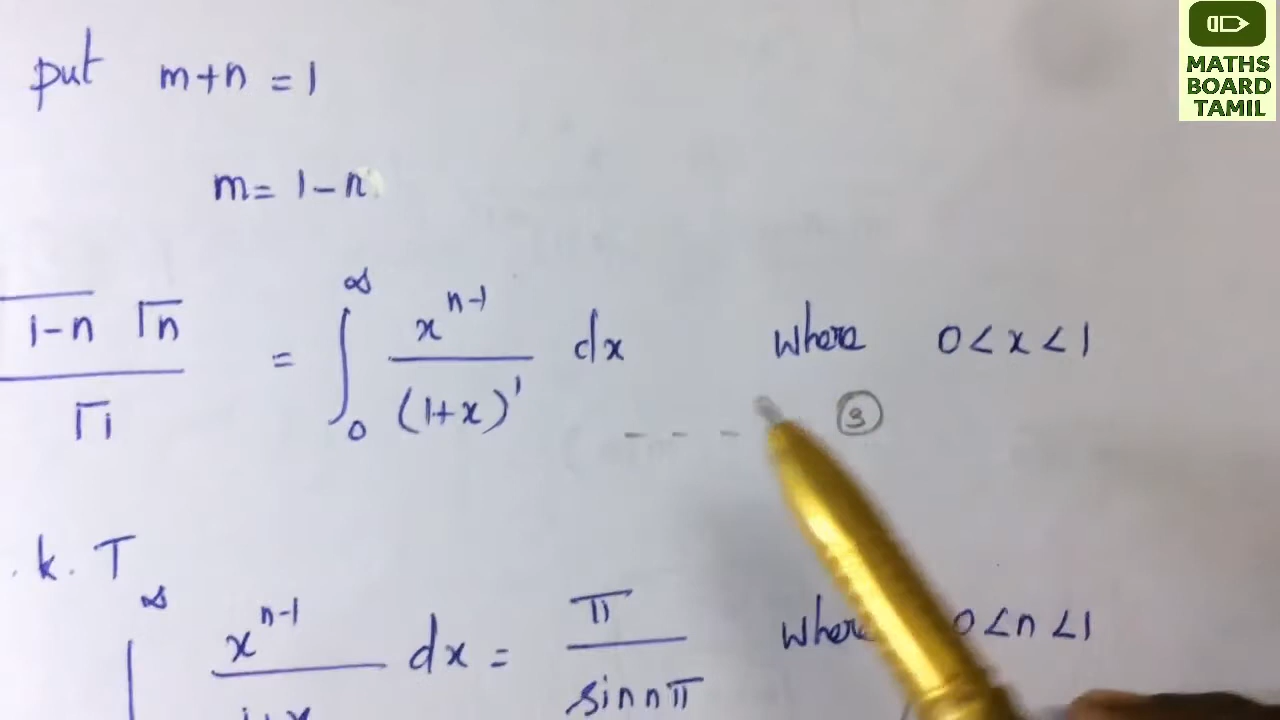 put m+n = 1
MATHS
BOARD
TAMIL
m = 1-n
Γ1-n Γn / Γ1 = ∫₀^∞ x^(n-1) / (1+x)^1 dx where 0<x<1
- - - ③
.k.T
∫^∞ x^(n-1) / 1+x dx = π / sin nπ where 0<n<1